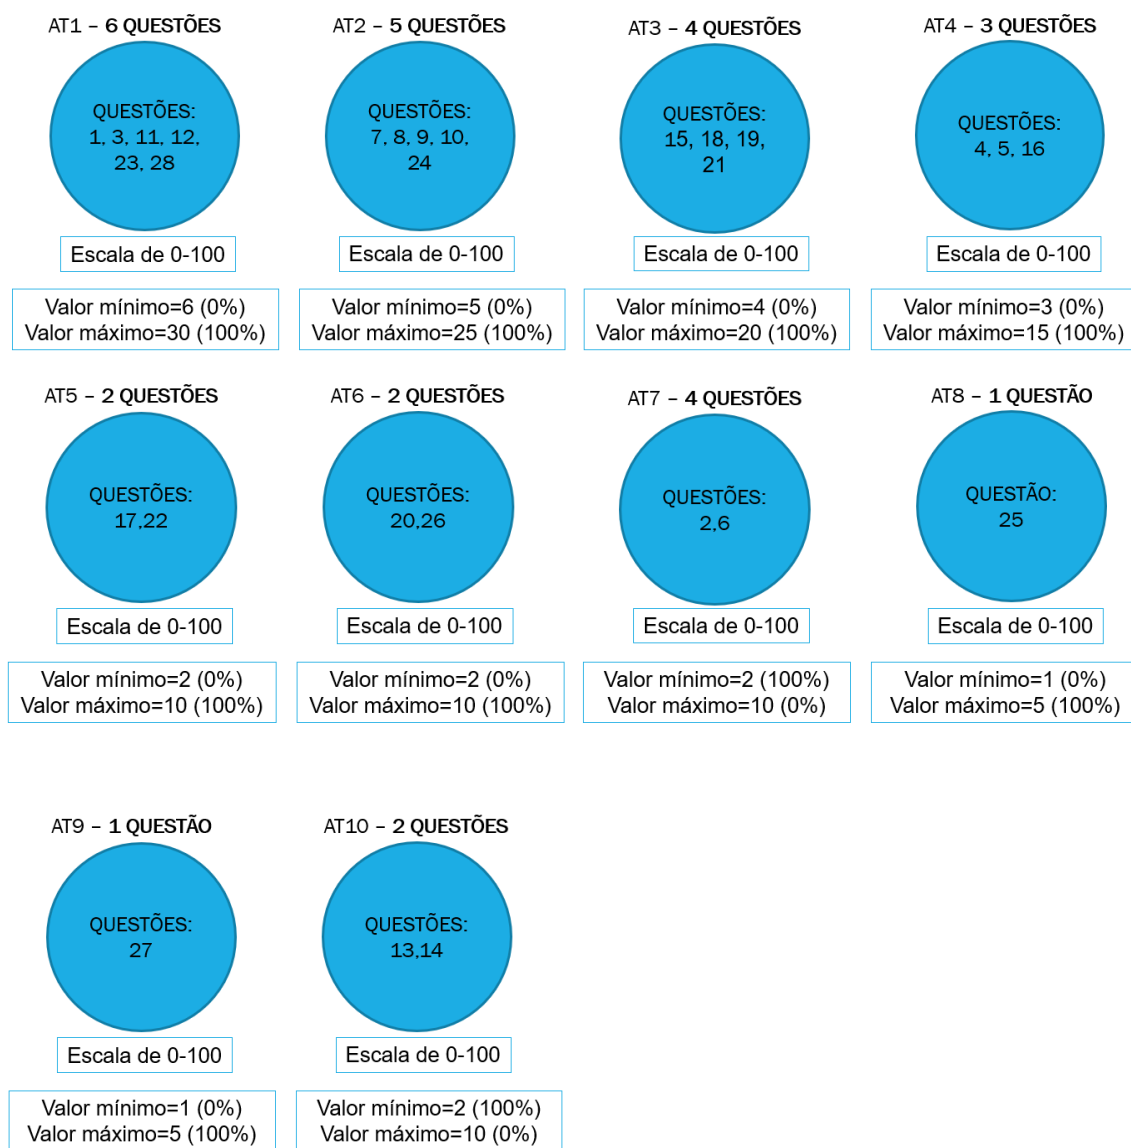 AT1 – 6 QUESTÕES
QUESTÕES:
1, 3, 11, 12,
23, 28
Escala de 0-100
Valor mínimo=6 (0%)
Valor máximo=30 (100%)
AT2 – 5 QUESTÕES
QUESTÕES:
7, 8, 9, 10,
24
Escala de 0-100
Valor mínimo=5 (0%)
Valor máximo=25 (100%)
AT3 – 4 QUESTÕES
QUESTÕES:
15, 18, 19,
21
Escala de 0-100
Valor mínimo=4 (0%)
Valor máximo=20 (100%)
AT4 – 3 QUESTÕES
QUESTÕES:
4, 5, 16
Escala de 0-100
Valor mínimo=3 (0%)
Valor máximo=15 (100%)
AT5 – 2 QUESTÕES
QUESTÕES:
17,22
Escala de 0-100
Valor mínimo=2 (0%)
Valor máximo=10 (100%)
AT6 – 2 QUESTÕES
QUESTÕES:
20,26
Escala de 0-100
Valor mínimo=2 (0%)
Valor máximo=10 (100%)
AT7 – 4 QUESTÕES
QUESTÕES:
2,6
Escala de 0-100
Valor mínimo=2 (100%)
Valor máximo=10 (0%)
AT8 – 1 QUESTÃO
QUESTÃO:
25
Escala de 0-100
Valor mínimo=1 (0%)
Valor máximo=5 (100%)
AT9 – 1 QUESTÃO
QUESTÕES:
27
Escala de 0-100
Valor mínimo=1 (0%)
Valor máximo=5 (100%)
AT10 – 2 QUESTÕES
QUESTÕES:
13,14
Escala de 0-100
Valor mínimo=2 (100%)
Valor máximo=10 (0%)